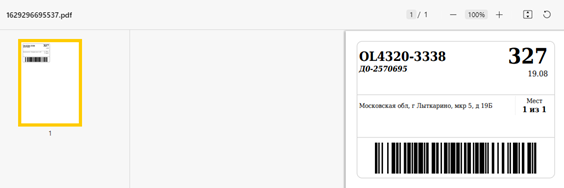 1629296695537.pdf
1 / 1
100%
1
OL4320-3338
327
Д0-2570695
19.08
Московская обл, г Лыткарино, мкр 5, д 19Б
Мест
1 из 1